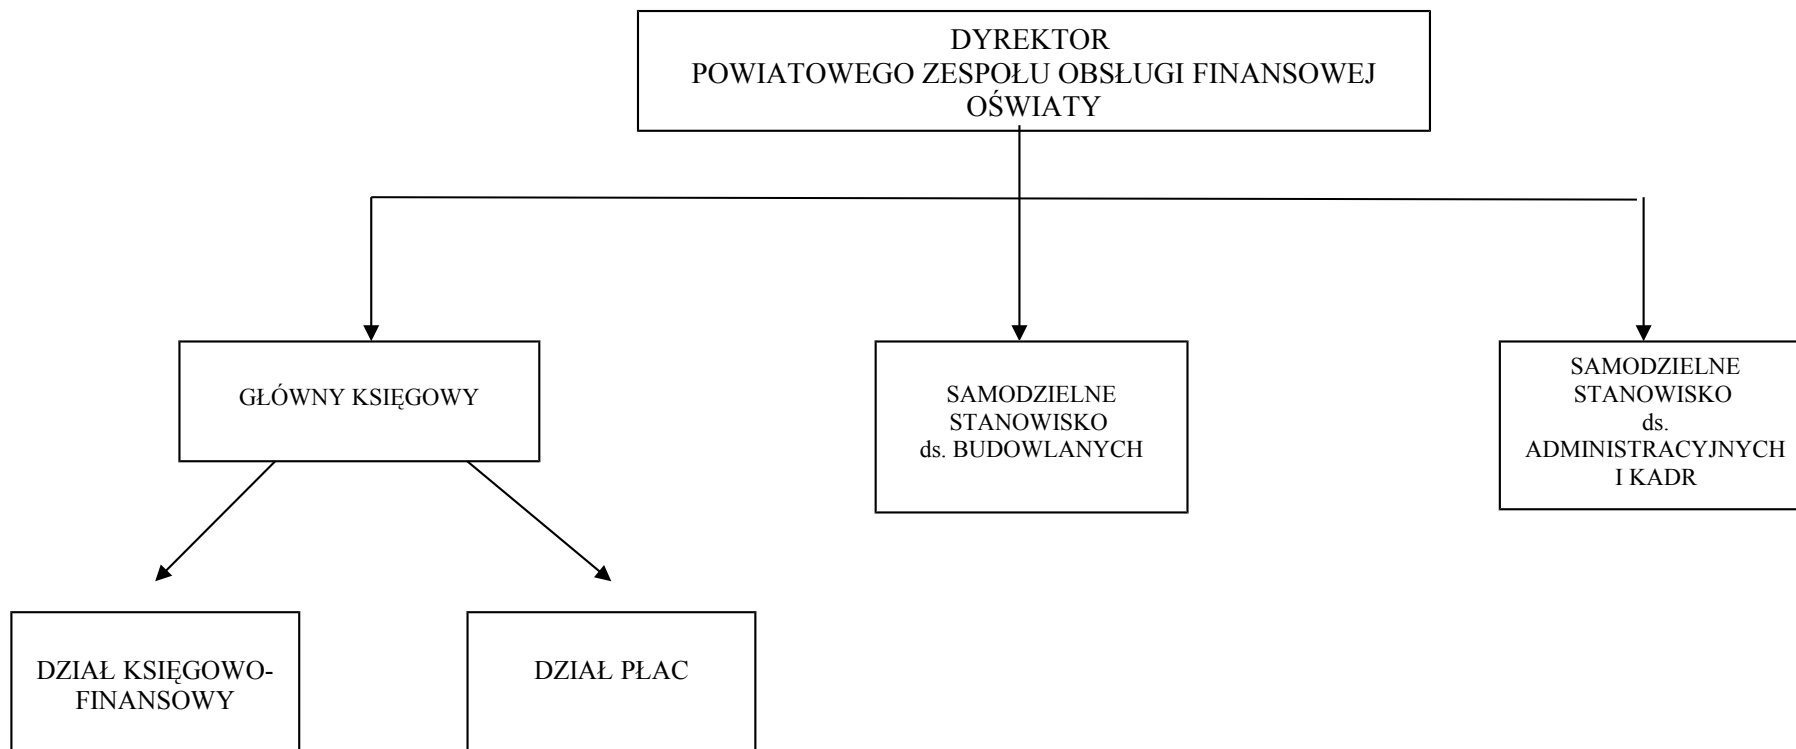 DYREKTOR
POWIATOWEGO ZESPOŁU OBSŁUGI FINANSOWEJ
OŚWIATY
GŁÓWNY KSIĘGOWY
SAMODZIELNE
STANOWISKO
ds. BUDOWLANYCH
SAMODZIELNE
STANOWISKO
ds.
ADMINISTRACYJNYCH
I KADR
DZIAŁ KSIĘGOWO-
FINANSOWY
DZIAŁ PŁAC